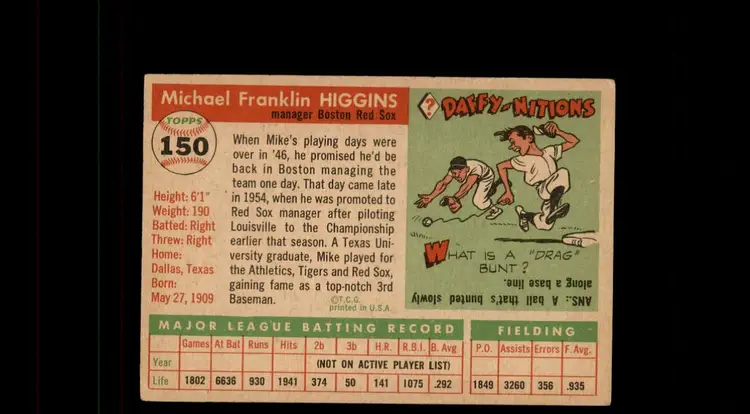 Michael Franklin HIGGINS
manager Boston Red Sox
TOPPS
150
Height: 6'1"
Weight: 190
Batted: Right
Threw: Right
Home:
Dallas, Texas
Born:
May 27, 1909
When Mike's playing days were
over in '46, he promised he'd be
back in Boston managing the
team one day. That day came late
in 1954, when he was promoted to
Red Sox manager after piloting
Louisville to the Championship
earlier that season. A Texas Uni-
versity graduate, Mike played for
the Athletics, Tigers and Red Sox,
gaining fame as a top-notch 3rd
Baseman.
©T.C.G.
printed in U.S.A.
? DAFFY-NITIONS
WHAT IS A "DRAG"
BUNT?
ANS.: A ball that's bunted slowly
along a base line.
MAJOR LEAGUE BATTING RECORD
Games At Bat Runs Hits 2b 3b H.R. R.B.I. B. Avg
Year (NOT ON ACTIVE PLAYER LIST)
Life 1802 6636 930 1941 374 50 141 1075 .292
FIELDING
P.O. Assists Errors F. Avg.
1849 3260 356 .935